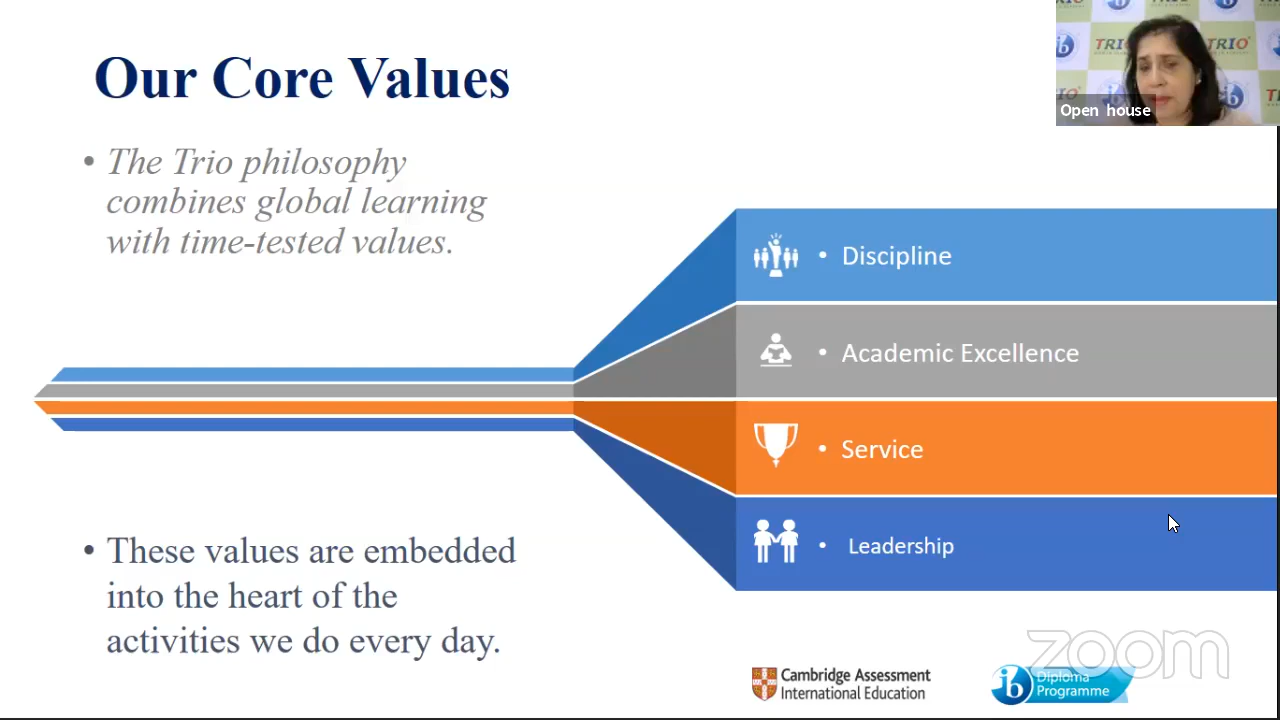 Our Core Values
• The Trio philosophy
combines global learning
with time-tested values.
• Discipline
• Academic Excellence
• Service
• Leadership
• These values are embedded
into the heart of the
activities we do every day.
Cambridge Assessment
International Education
ib Diploma
Programme
zoom
Open house
TRIO
TRIO